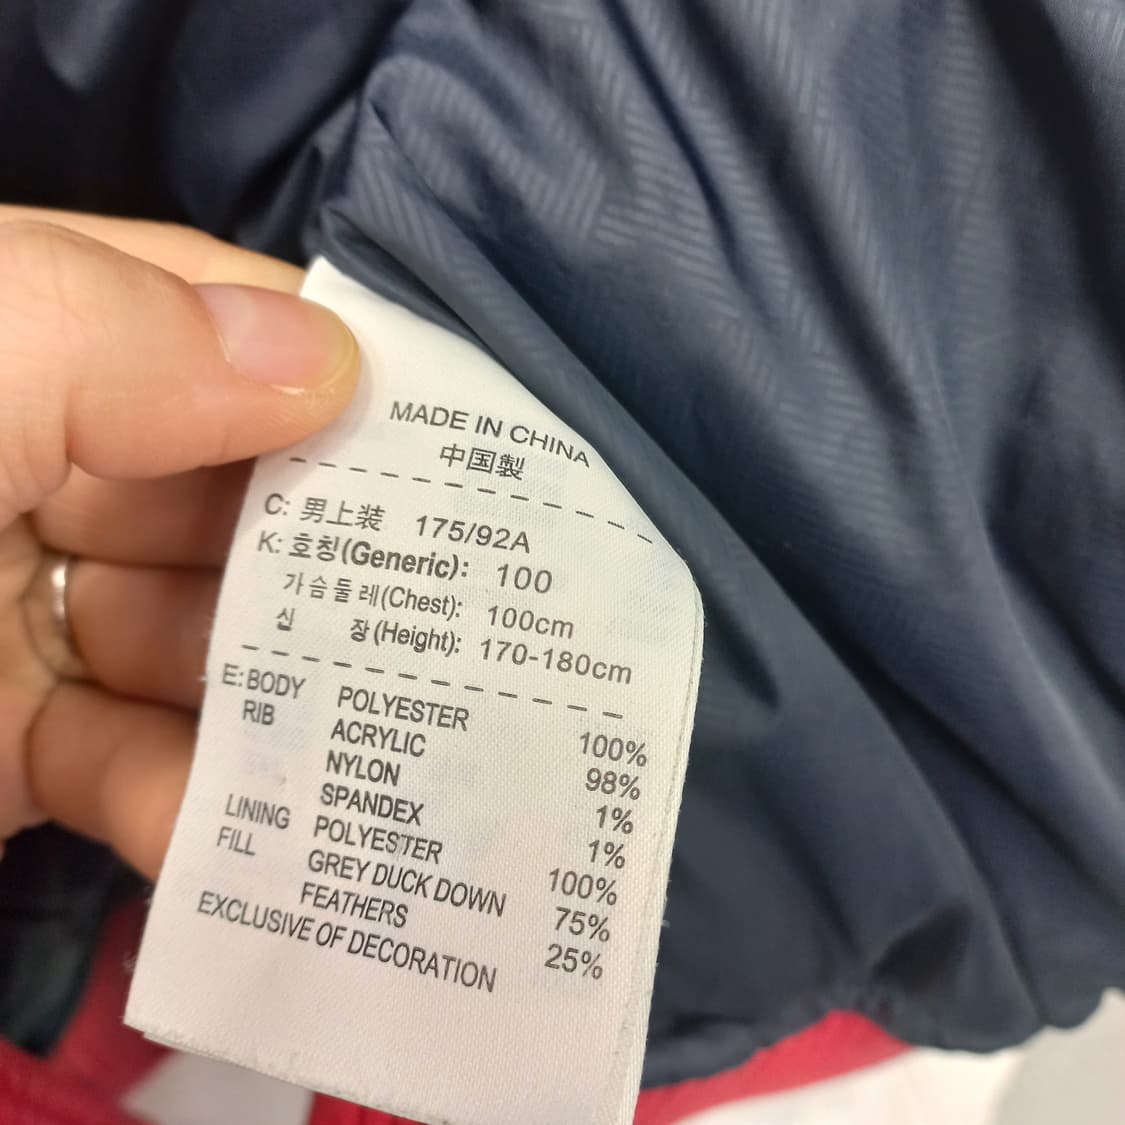 MADE IN CHINA
中国製
C: 男上装 175/92A
K: 호칭(Generic): 100
가슴둘레(Chest): 100cm
신 장(Height): 170-180cm
E: BODY POLYESTER 100%
RIB ACRYLIC 98%
NYLON 1%
SPANDEX 1%
LINING POLYESTER 100%
FILL GREY DUCK DOWN 75%
FEATHERS 25%
EXCLUSIVE OF DECORATION